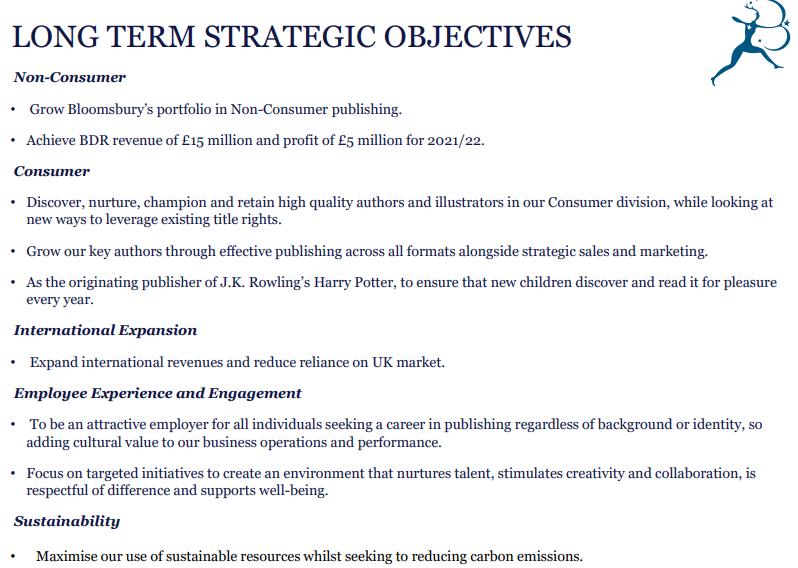 LONG TERM STRATEGIC OBJECTIVES
Non-Consumer
• Grow Bloomsbury's portfolio in Non-Consumer publishing.
• Achieve BDR revenue of £15 million and profit of £5 million for 2021/22.
Consumer
• Discover, nurture, champion and retain high quality authors and illustrators in our Consumer division, while looking at
new ways to leverage existing title rights.
• Grow our key authors through effective publishing across all formats alongside strategic sales and marketing.
• As the originating publisher of J.K. Rowling's Harry Potter, to ensure that new children discover and read it for pleasure
every year.
International Expansion
• Expand international revenues and reduce reliance on UK market.
Employee Experience and Engagement
• To be an attractive employer for all individuals seeking a career in publishing regardless of background or identity, so
adding cultural value to our business operations and performance.
• Focus on targeted initiatives to create an environment that nurtures talent, stimulates creativity and collaboration, is
respectful of difference and supports well-being.
Sustainability
• Maximise our use of sustainable resources whilst seeking to reducing carbon emissions.